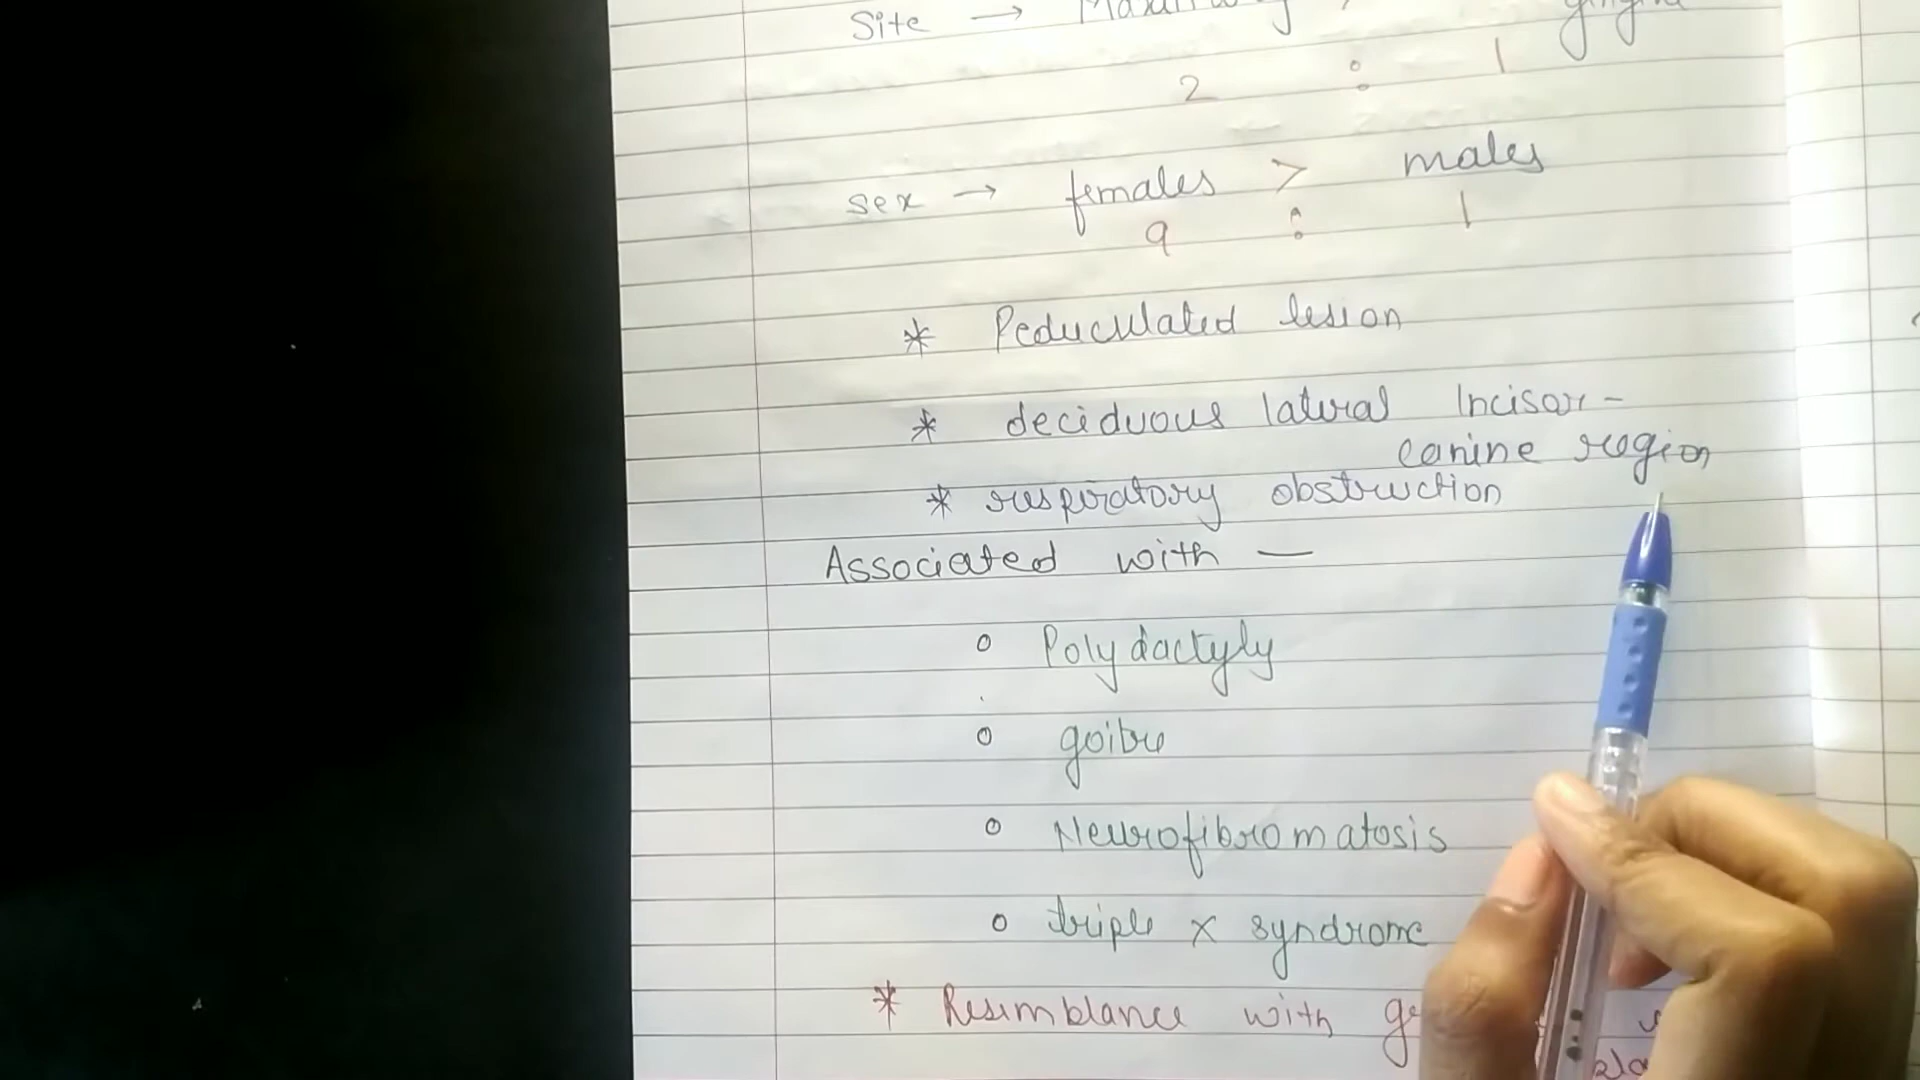 Site →
2 : 1
sex → females > males
9 : 1
* Peduculated lesion
* deciduous lateral Incisor -
canine region
* respiratory obstruction
Associated with —
o Polydactyly
o goitre
o Neurofibromatosis
o triple x syndrome
* Resemblance with